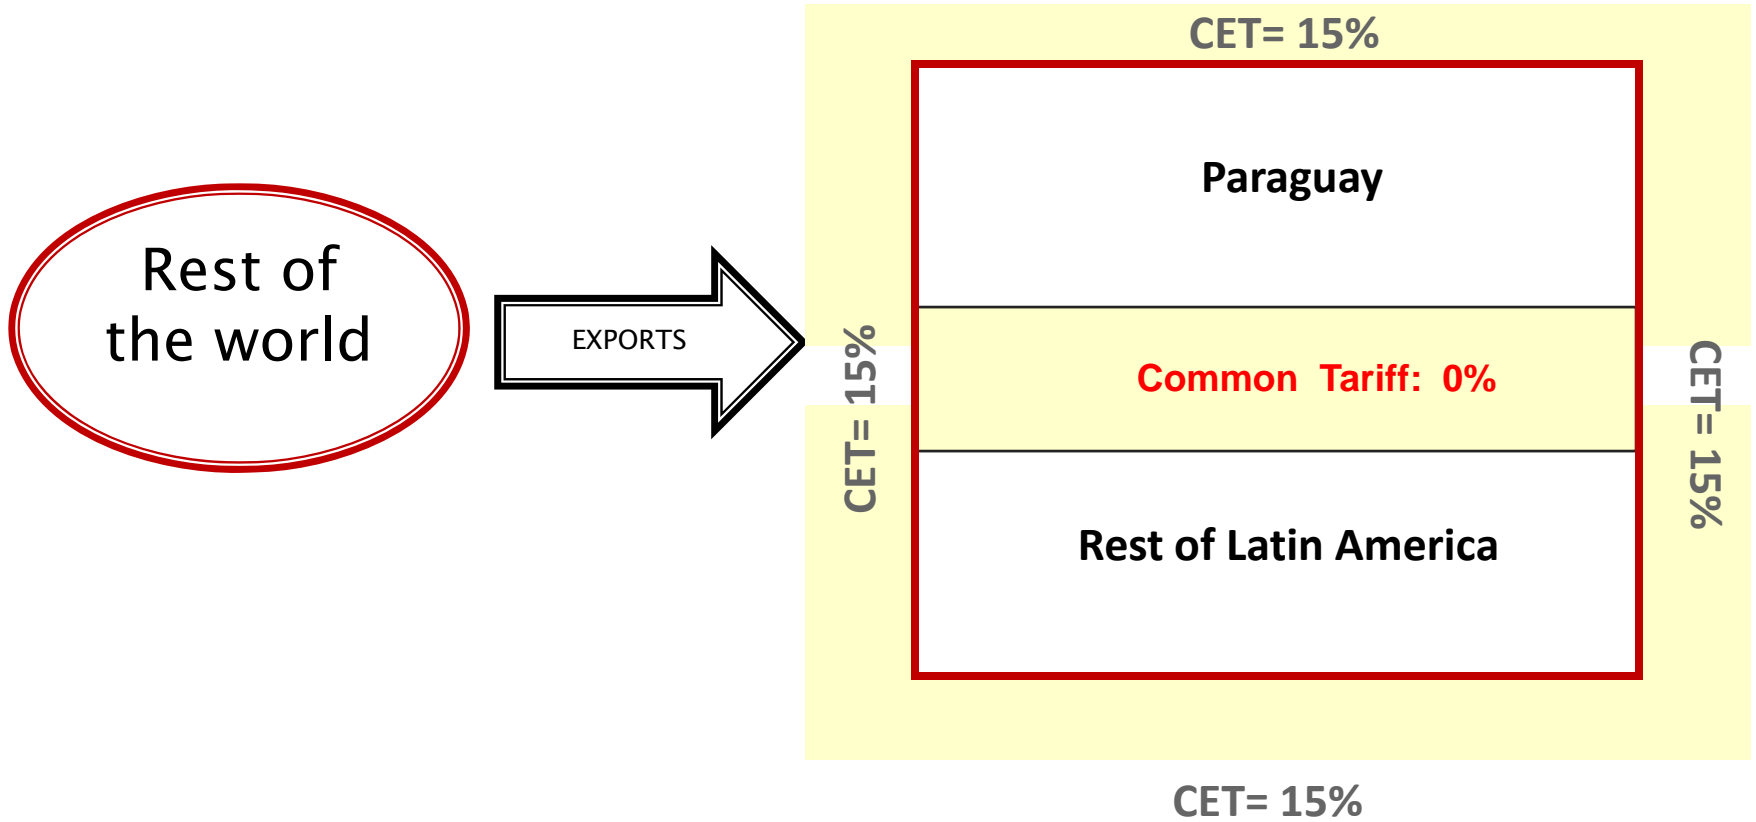 CET= 15%
Paraguay
Rest of
the world
EXPORTS
CET= 15%
Common Tariff: 0%
CET= 15%
Rest of Latin America
CET= 15%